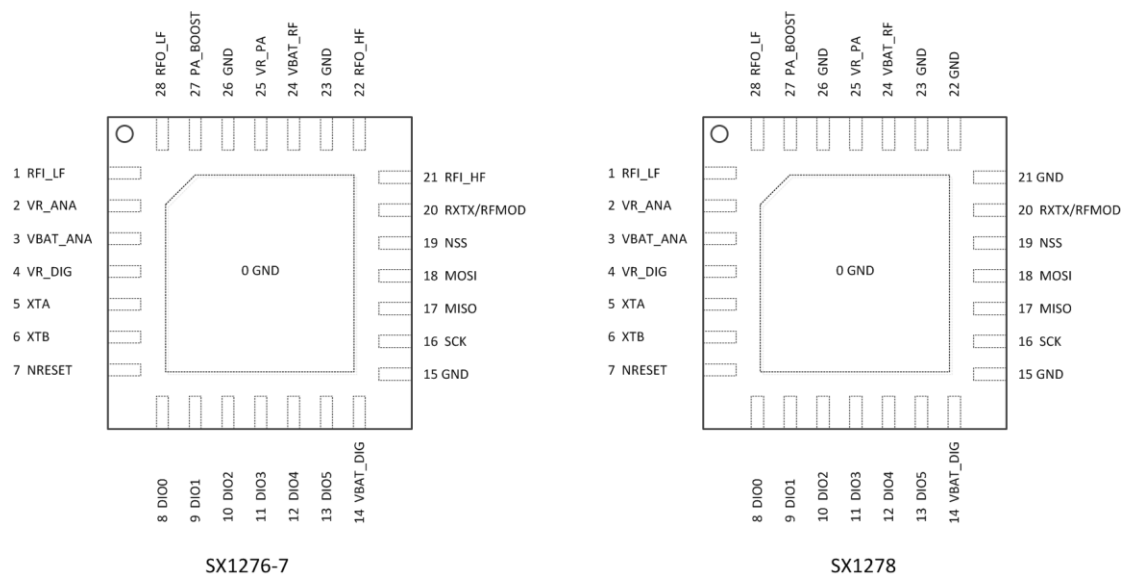 28 RFO_LF
27 PA_BOOST
26 GND
25 VR_PA
24 VBAT_RF
23 GND
22 RFO_HF
1 RFI_LF
2 VR_ANA
3 VBAT_ANA
4 VR_DIG
5 XTA
6 XTB
7 NRESET
0 GND
21 RFI_HF
20 RXTX/RFMOD
19 NSS
18 MOSI
17 MISO
16 SCK
15 GND
8 DIO0
9 DIO1
10 DIO2
11 DIO3
12 DIO4
13 DIO5
14 VBAT_DIG
SX1276-7
28 RFO_LF
27 PA_BOOST
26 GND
25 VR_PA
24 VBAT_RF
23 GND
22 GND
1 RFI_LF
2 VR_ANA
3 VBAT_ANA
4 VR_DIG
5 XTA
6 XTB
7 NRESET
0 GND
21 GND
20 RXTX/RFMOD
19 NSS
18 MOSI
17 MISO
16 SCK
15 GND
8 DIO0
9 DIO1
10 DIO2
11 DIO3
12 DIO4
13 DIO5
14 VBAT_DIG
SX1278